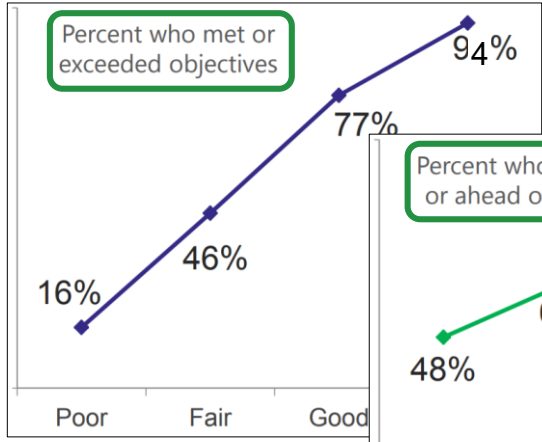 Percent who met or
exceeded objectives
94%
77%
46%
16%
Poor Fair Good
Percent who
or ahead o
48%